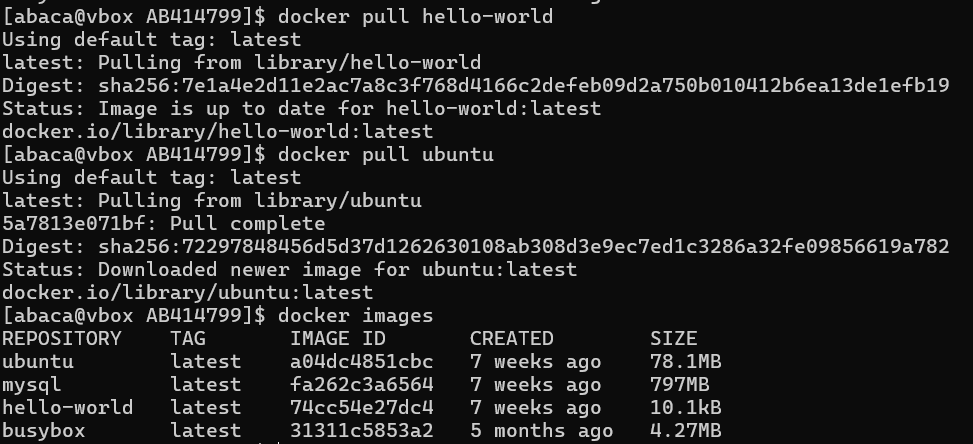 [abaca@vbox AB414799]$ docker pull hello-world
Using default tag: latest
latest: Pulling from library/hello-world
Digest: sha256:7e1a4e2d11e2ac7a8c3f768d4166c2defeb09d2a750b010412b6ea13de1efb19
Status: Image is up to date for hello-world:latest
docker.io/library/hello-world:latest
[abaca@vbox AB414799]$ docker pull ubuntu
Using default tag: latest
latest: Pulling from library/ubuntu
5a7813e071bf: Pull complete
Digest: sha256:72297848456d5d37d1262630108ab308d3e9ec7ed1c3286a32fe09856619a782
Status: Downloaded newer image for ubuntu:latest
docker.io/library/ubuntu:latest
[abaca@vbox AB414799]$ docker images
REPOSITORY    TAG       IMAGE ID       CREATED        SIZE
ubuntu        latest    a04dc4851cbc   7 weeks ago    78.1MB
mysql         latest    fa262c3a6564   7 weeks ago    797MB
hello-world   latest    74cc54e27dc4   7 weeks ago    10.1kB
busybox       latest    31311c5853a2   5 months ago   4.27MB